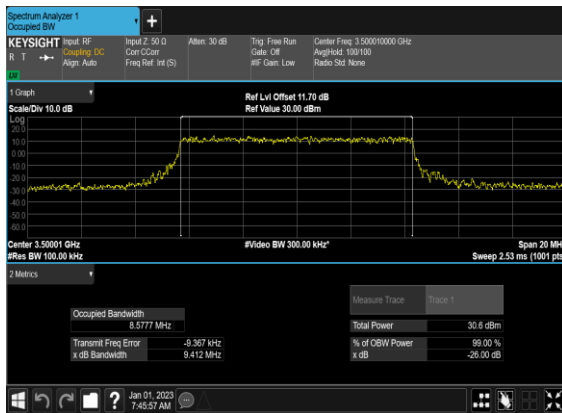 Spectrum Analyzer 1
Occupied BW
KEYSIGHT
R T
Input: RF
Coupling: DC
Align: Auto
Input Z: 50 Ω
Corr CCorr
Freq Ref: Int (S)
Atten: 30 dB
Trig: Free Run
Gate: Off
#IF Gain: Low
Center Freq: 3.500010000 GHz
Avg|Hold: 100/100
Radio Std: None
1 Graph
Scale/Div 10.0 dB
Ref Lvl Offset 11.70 dB
Ref Value 30.00 dBm
Log
20.0
10.0
0.00
-10.0
-20.0
-30.0
-40.0
-50.0
-60.0
Center 3.50001 GHz
#Res BW 100.00 kHz
#Video BW 300.00 kHz*
Span 20 MH
Sweep 2.53 ms (1001 pts
2 Metrics
Measure Trace Trace 1
Occupied Bandwidth
8.5777 MHz
Total Power 30.6 dBm
Transmit Freq Error -9.367 kHz
% of OBW Power 99.00 %
x dB Bandwidth 9.412 MHz
x dB -26.00 dB
?
Jan 01, 2023
7:45:57 AM